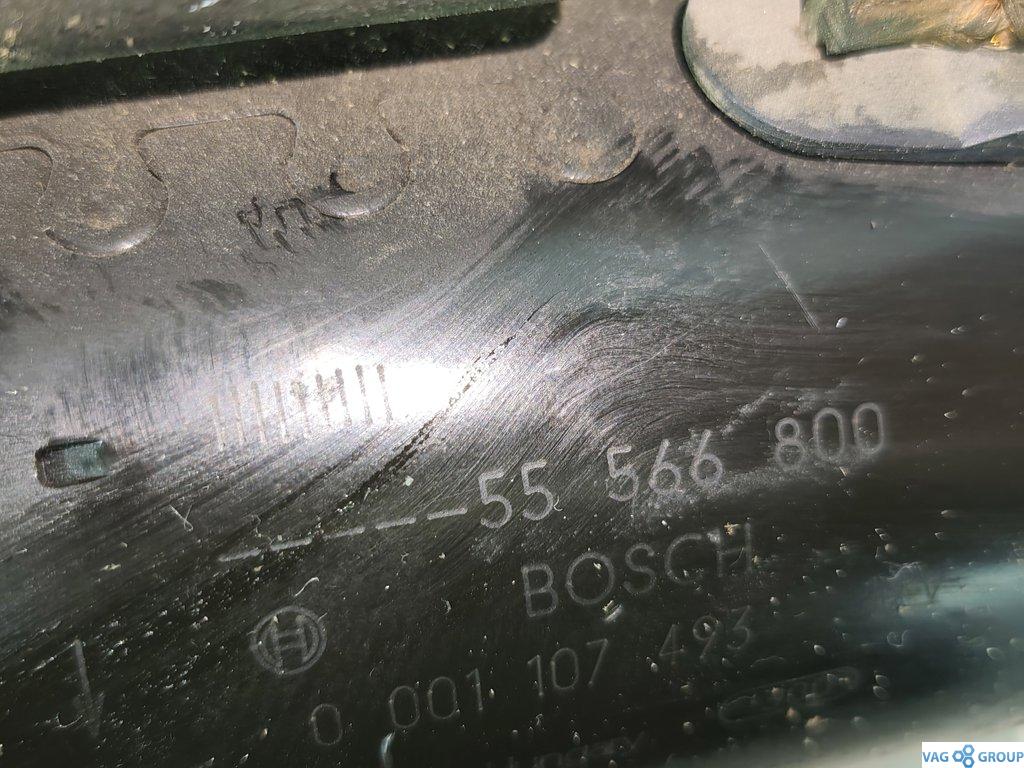 -----55 566 800
BOSCH
0 001 107 493
VAG GROUP